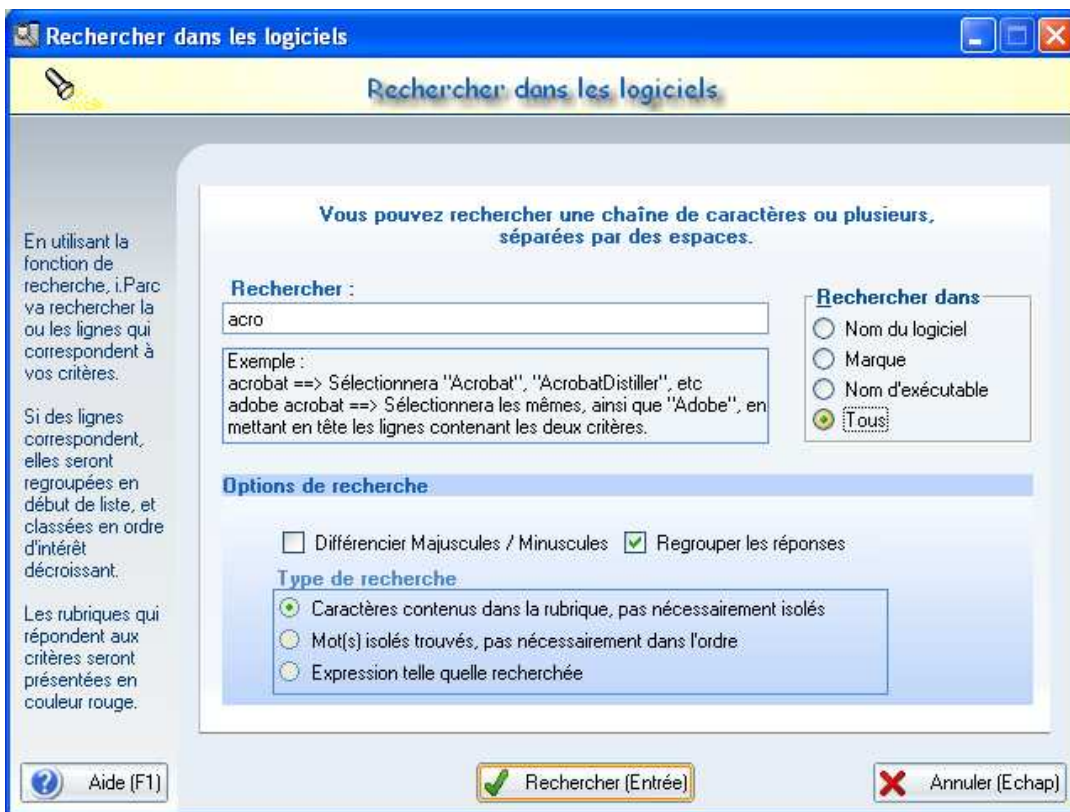 Rechercher dans les logiciels
Rechercher dans les logiciels
En utilisant la
fonction de
recherche, i.Parc
va rechercher la
ou les lignes qui
correspondent à
vos critères.
Si des lignes
correspondent,
elles seront
regroupées en
début de liste, et
classées en ordre
d'intérêt
décroissant.
Les rubriques qui
répondent aux
critères seront
présentées en
couleur rouge.
Vous pouvez rechercher une chaîne de caractères ou plusieurs,
séparées par des espaces.
Rechercher :
acro
Exemple :
acrobat ==> Sélectionnera "Acrobat", "AcrobatDistiller", etc
adobe acrobat ==> Sélectionnera les mêmes, ainsi que "Adobe", en
mettant en tête les lignes contenant les deux critères.
Rechercher dans
Nom du logiciel
Marque
Nom d'exécutable
Tous
Options de recherche
Différencier Majuscules / Minuscules Regrouper les réponses
Type de recherche
Caractères contenus dans la rubrique, pas nécessairement isolés
Mot(s) isolés trouvés, pas nécessairement dans l'ordre
Expression telle quelle recherchée
Aide (F1) Rechercher (Entrée) Annuler (Echap)